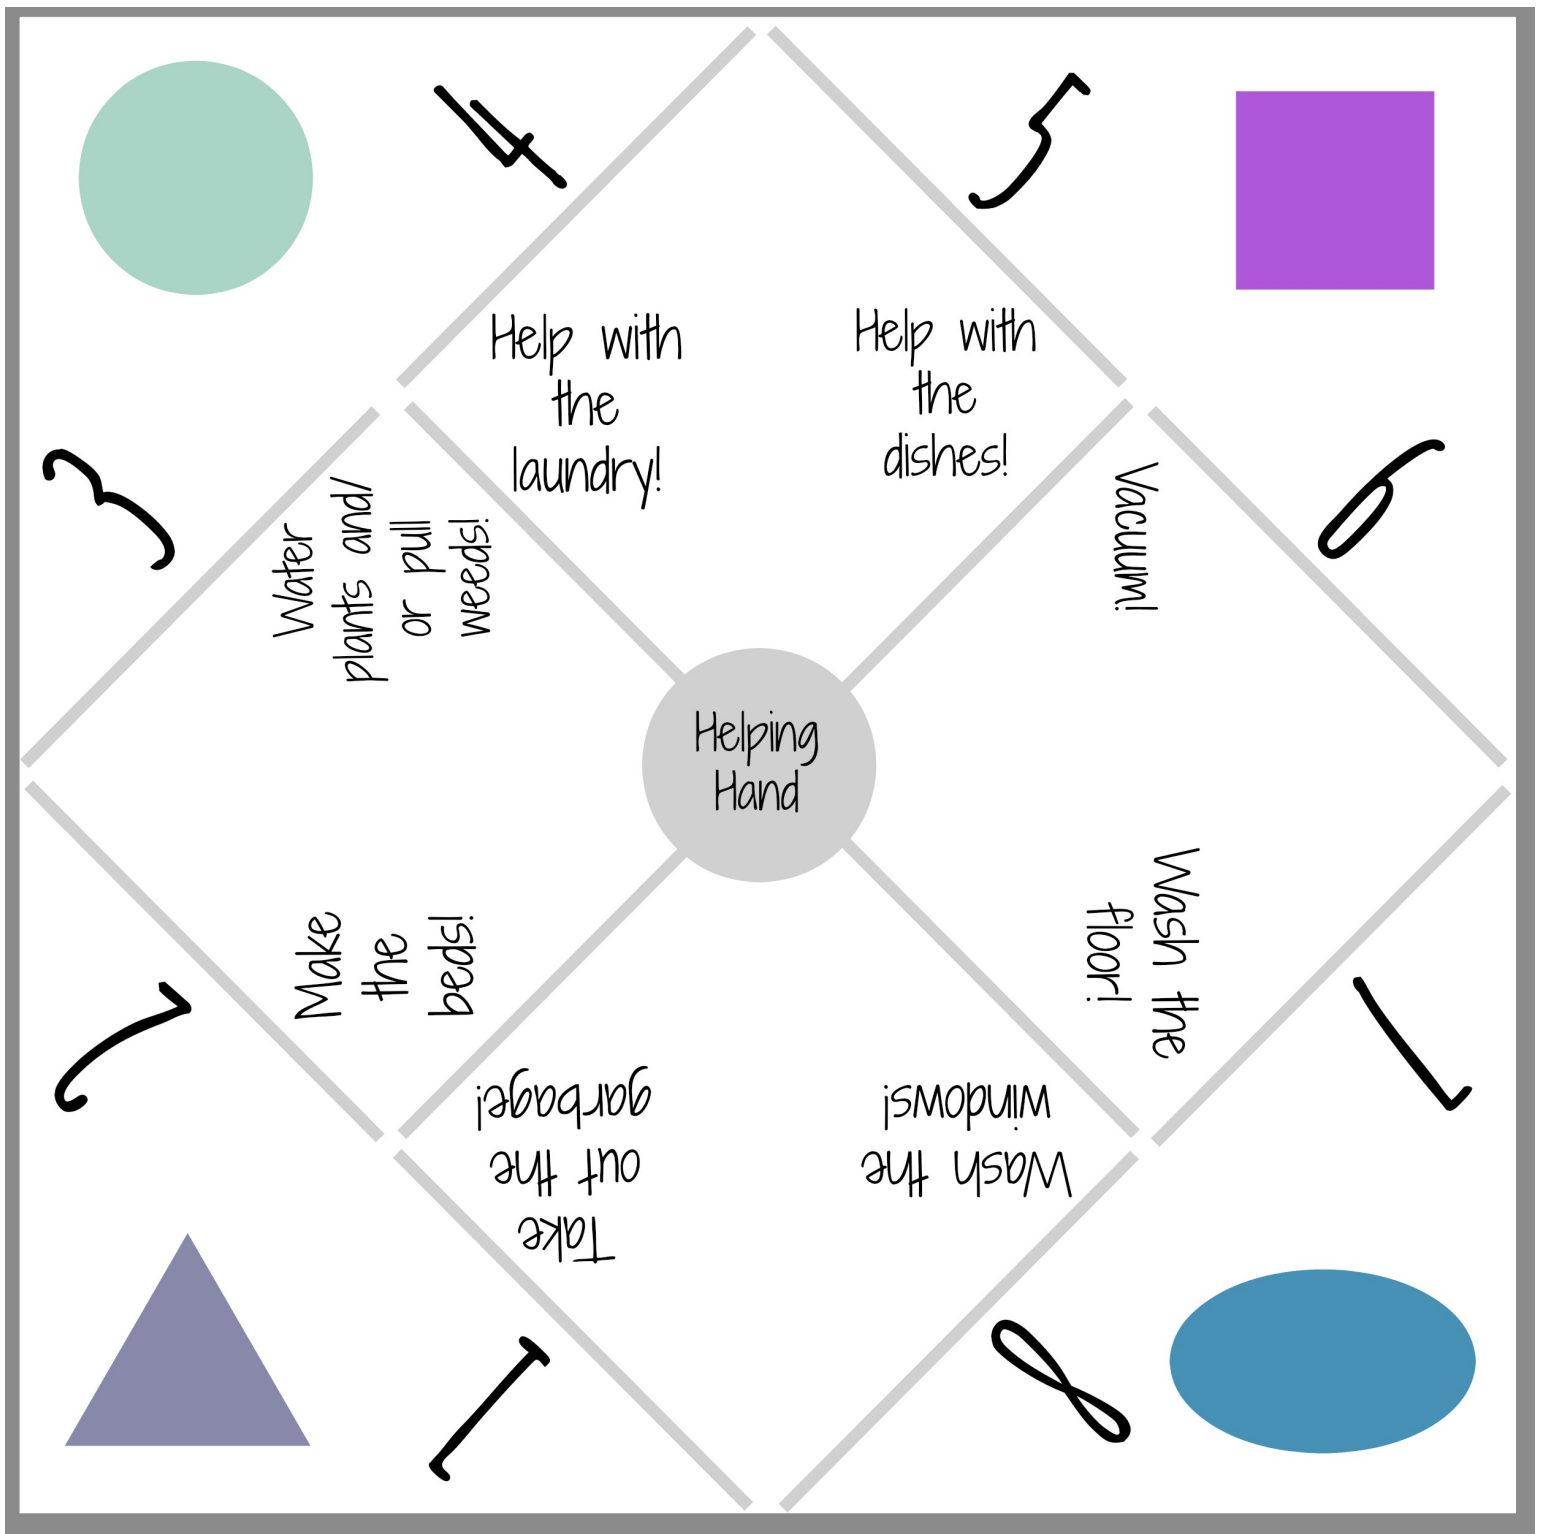 4
5
Help with
the
laundry!
Help with
the
dishes!
3
6
Water
plants and/
or pull
weeds!
Vacuum!
Helping
Hand
Make
the
beds!
Wash the
floor!
2
7
Take
out the
garbage!
Wash the
windows!
1
8